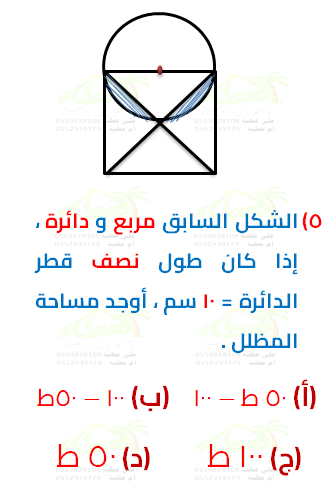 ٥) الشكل السابق مربع و دائرة ،
إذا كان طول نصف قطر
الدائرة = ١٠ سم ، أوجد مساحة
المظلل .
(أ) ٥٠ ط – ١٠٠ (ب) ١٠٠ – ٥٠ط
(ج) ١٠٠ ط (د) ٥٠ ط